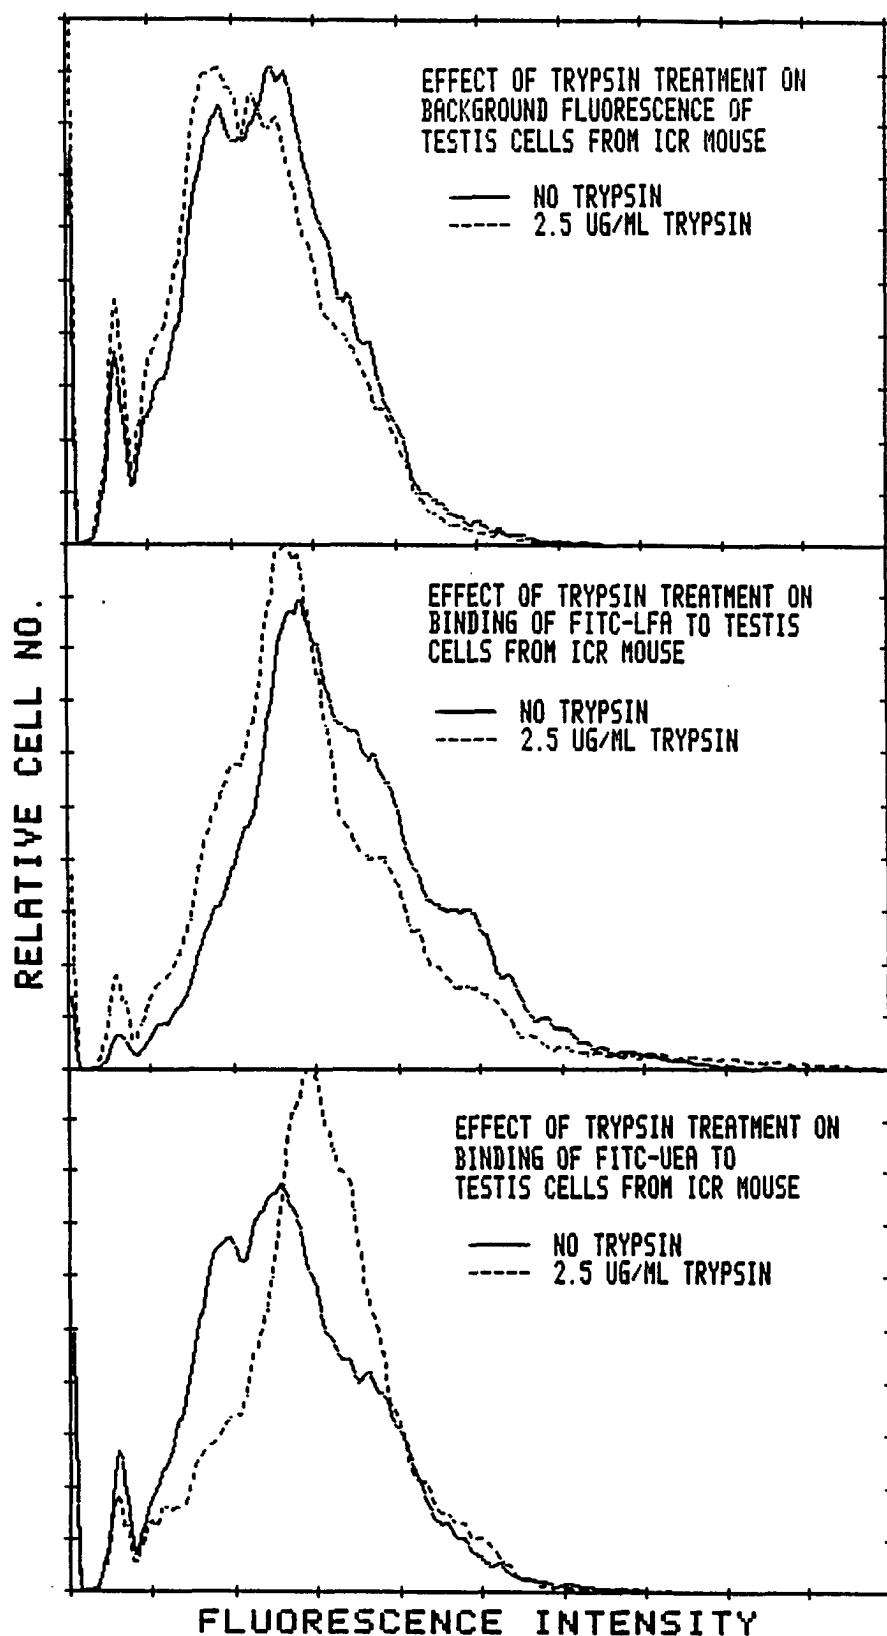 EFFECT OF TRYPSIN TREATMENT ON
BACKGROUND FLUORESCENCE OF
TESTIS CELLS FROM ICR MOUSE
NO TRYPSIN
2.5 UG/ML TRYPSIN
EFFECT OF TRYPSIN TREATMENT ON
BINDING OF FITC-LFA TO TESTIS
CELLS FROM ICR MOUSE
NO TRYPSIN
2.5 UG/ML TRYPSIN
EFFECT OF TRYPSIN TREATMENT ON
BINDING OF FITC-UEA TO
TESTIS CELLS FROM ICR MOUSE
NO TRYPSIN
2.5 UG/ML TRYPSIN
RELATIVE CELL NO.
FLUORESCENCE INTENSITY